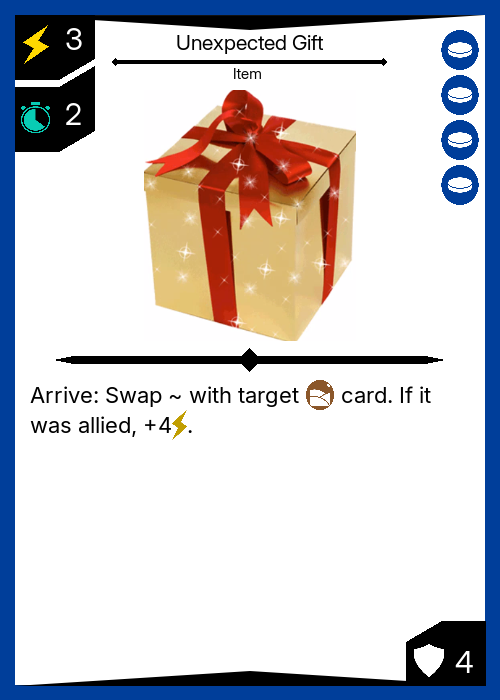 3
Unexpected Gift
Item
2
Arrive: Swap ~ with target card. If it
was allied, +4.
4